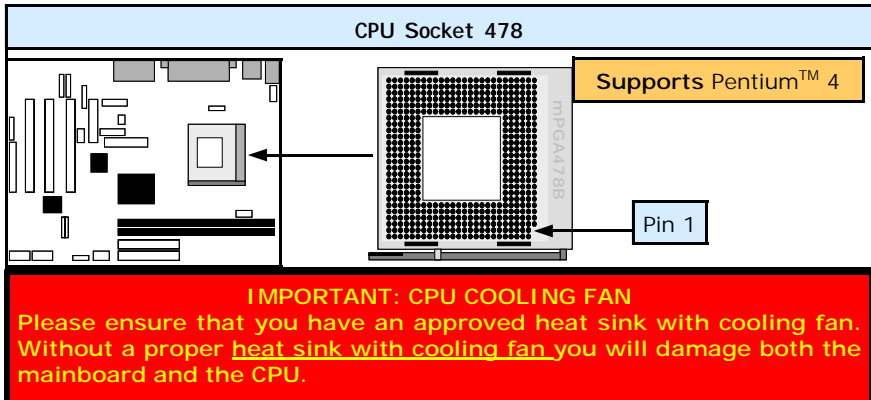 CPU Socket 478
Supports Pentium™ 4
mPGA478B
Pin 1
IMPORTANT: CPU COOLING FAN
Please ensure that you have an approved heat sink with cooling fan.
Without a proper heat sink with cooling fan you will damage both the
mainboard and the CPU.